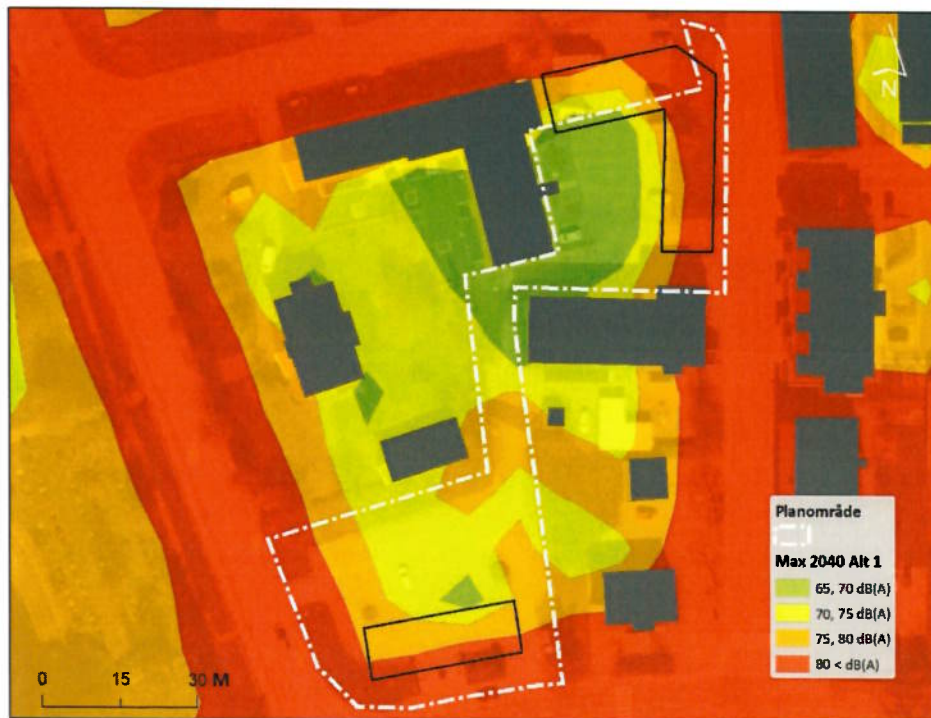 N
Planområde
Max 2040 Alt 1
65, 70 dB(A)
70, 75 dB(A)
75, 80 dB(A)
80 < dB(A)
0 15 30 M